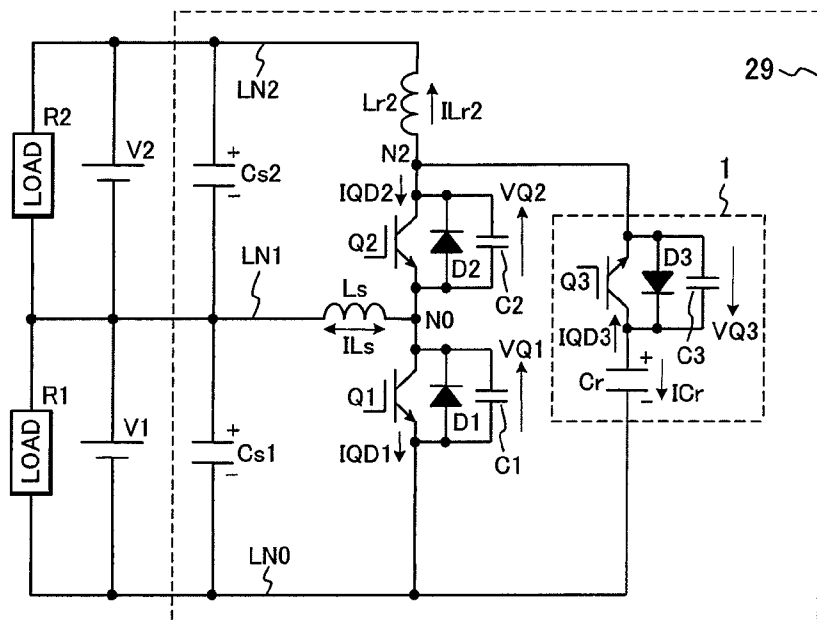 29
LN2
Lr2
ILr2
R2
LOAD
V2
+
Cs2
-
N2
IQD2
VQ2
1
Q2
D2
C2
LN1
Ls
ILs
N0
Q3
D3
IQD3
C3
VQ3
VQ1
+
Cr
-
ICr
R1
LOAD
V1
+
Cs1
-
Q1
D1
IQD1
C1
LN0